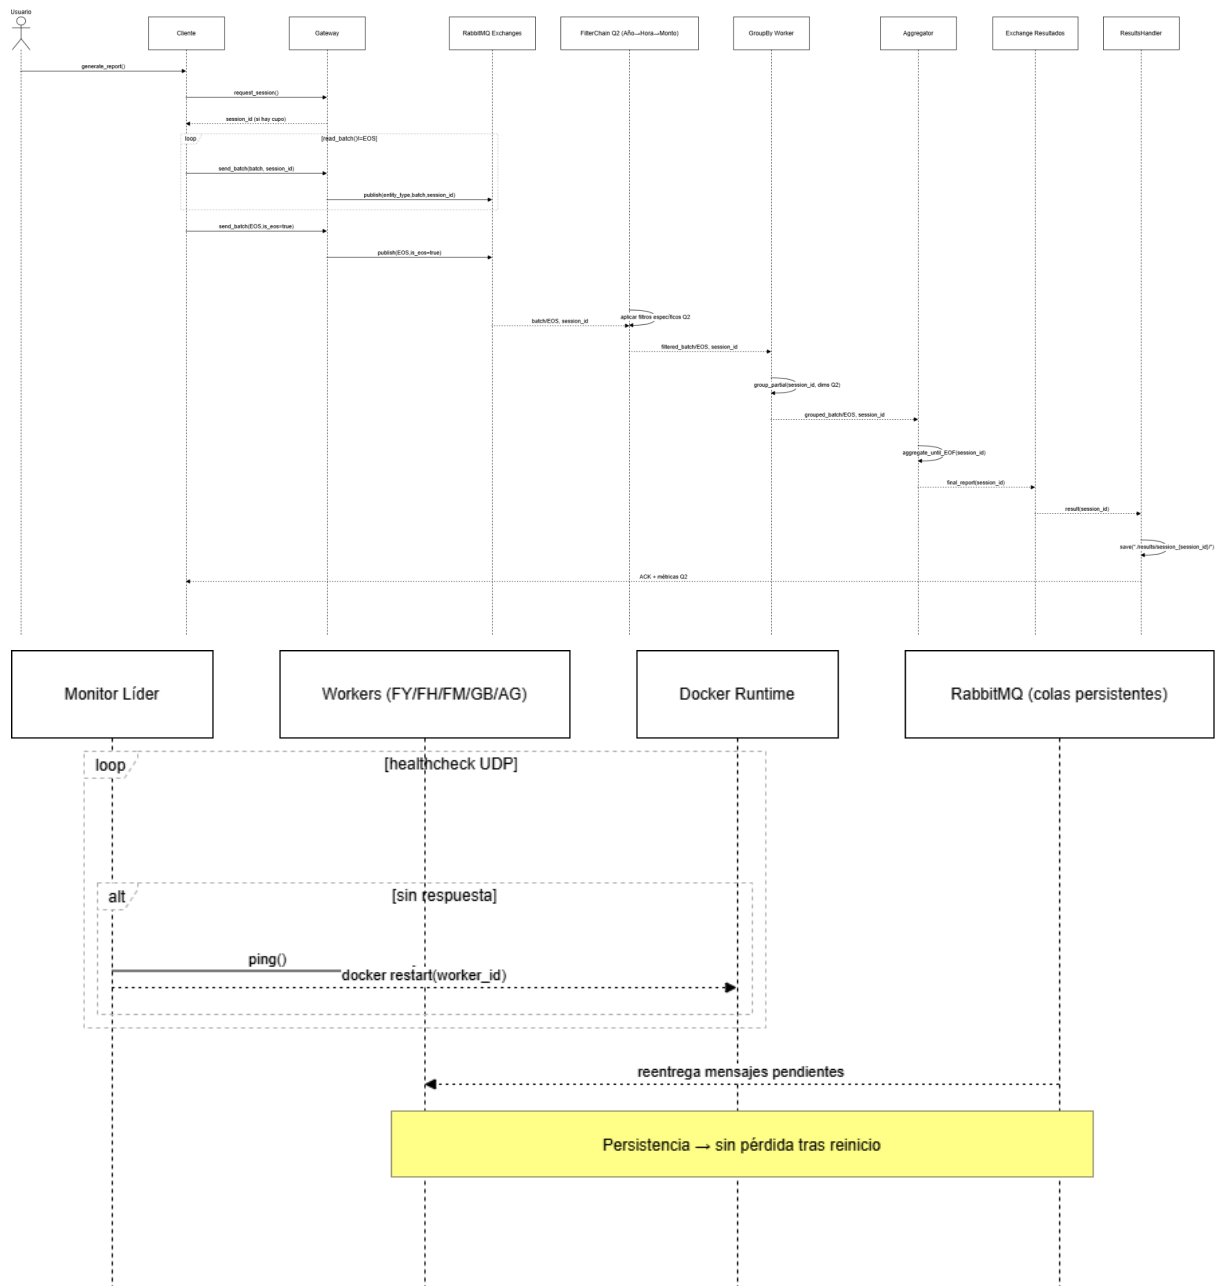 Usuario
Cliente
Gateway
RabbitMQ Exchanges
FilterChain Q2 (Año→Hora→Monto)
GroupBy Worker
Aggregator
Exchange Resultados
ResultsHandler
generate_report()
request_session()
session_id (si hay cupo)
loop
[read_batch()!=EOS]
send_batch(batch, session_id)
publish(entity_type,batch,session_id)
send_batch(EOS,is_eos=true)
publish(EOS,is_eos=true)
aplicar filtros específicos Q2
batch/EOS, session_id
filtered_batch/EOS, session_id
group_partial(session_id, dims Q2)
grouped_batch/EOS, session_id
aggregate_until_EOF(session_id)
final_report(session_id)
result(session_id)
save("./results/session_{session_id}/")
ACK + métricas Q2
Monitor Líder
Workers (FY/FH/FM/GB/AG)
Docker Runtime
RabbitMQ (colas persistentes)
loop
[healthcheck UDP]
alt
[sin respuesta]
ping()
docker restart(worker_id)
reentrega mensajes pendientes
Persistencia → sin pérdida tras reinicio